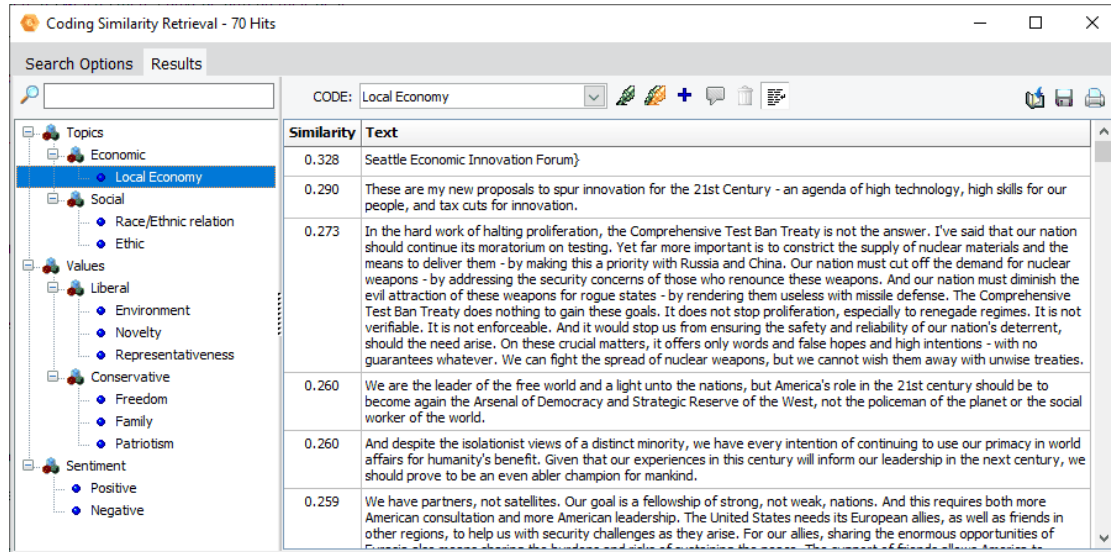 Coding Similarity Retrieval - 70 Hits
Search Options Results
CODE: Local Economy
Topics
Economic
Local Economy
Social
Race/Ethnic relation
Ethic
Values
Liberal
Environment
Novelty
Representativeness
Conservative
Freedom
Family
Patriotism
Sentiment
Positive
Negative
Similarity Text
0.328 Seattle Economic Innovation Forum}
0.290 These are my new proposals to spur innovation for the 21st Century - an agenda of high technology, high skills for our
people, and tax cuts for innovation.
0.273 In the hard work of halting proliferation, the Comprehensive Test Ban Treaty is not the answer. I've said that our nation
should continue its moratorium on testing. Yet far more important is to constrict the supply of nuclear materials and the
means to deliver them - by making this a priority with Russia and China. Our nation must cut off the demand for nuclear
weapons - by addressing the security concerns of those who renounce these weapons. And our nation must diminish the
evil attraction of these weapons for rogue states - by rendering them useless with missile defense. The Comprehensive
Test Ban Treaty does nothing to gain these goals. It does not stop proliferation, especially to renegade regimes. It is not
verifiable. It is not enforceable. And it would stop us from ensuring the safety and reliability of our nation's deterrent,
should the need arise. On these crucial matters, it offers only words and false hopes and high intentions - with no
guarantees whatever. We can fight the spread of nuclear weapons, but we cannot wish them away with unwise treaties.
0.260 We are the leader of the free world and a light unto the nations, but America's role in the 21st century should be to
become again the Arsenal of Democracy and Strategic Reserve of the West, not the policeman of the planet or the social
worker of the world.
0.260 And despite the isolationist views of a distinct minority, we have every intention of continuing to use our primacy in world
affairs for humanity's benefit. Given that our experiences in this century will inform our leadership in the next century, we
should prove to be an even abler champion for mankind.
0.259 We have partners, not satellites. Our goal is a fellowship of strong, not weak, nations. And this requires both more
American consultation and more American leadership. The United States needs its European allies, as well as friends in
other regions, to help us with security challenges as they arise. For our allies, sharing the enormous opportunities of